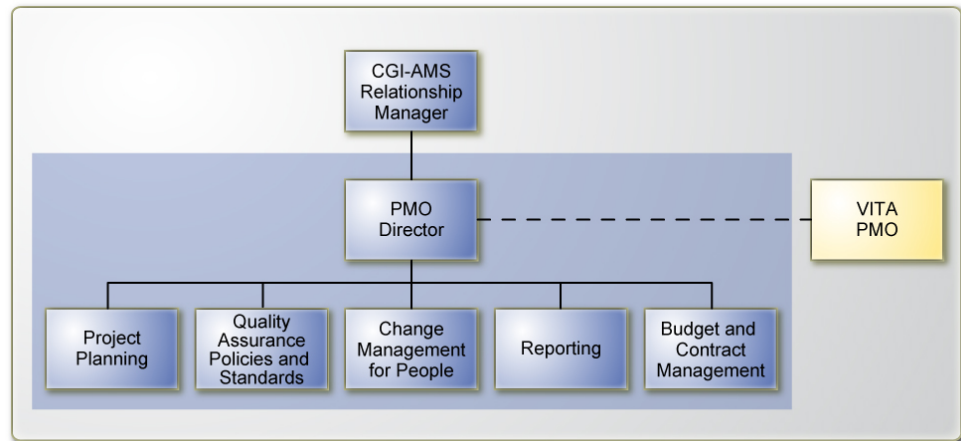 CGI-AMS
Relationship
Manager
PMO
Director
VITA
PMO
Project
Planning
Quality
Assurance
Policies and
Standards
Change
Management
for People
Reporting
Budget and
Contract
Management